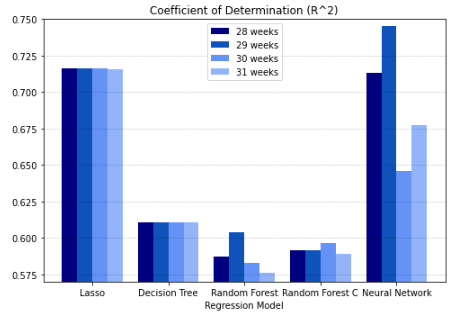 Coefficient of Determination (R^2)
0.750
0.725
0.700
0.675
0.650
0.625
0.600
0.575
28 weeks
29 weeks
30 weeks
31 weeks
Lasso
Decision Tree
Random Forest
Random Forest C
Neural Network
Regression Model